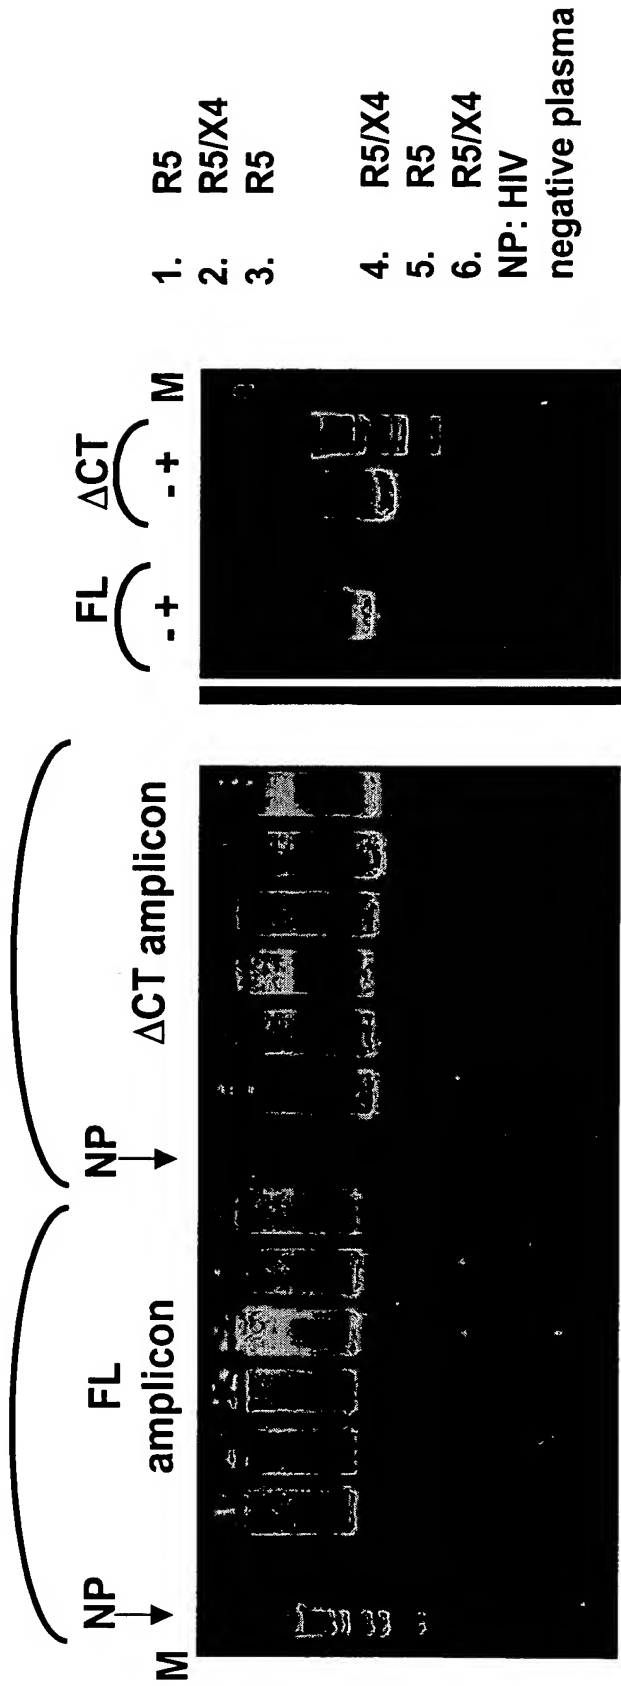 M
NP
FL
amplicon
NP
ΔCT amplicon
FL
- +
ΔCT
- +
M
1. R5
2. R5/X4
3. R5
4. R5/X4
5. R5
6. R5/X4
NP: HIV
negative plasma